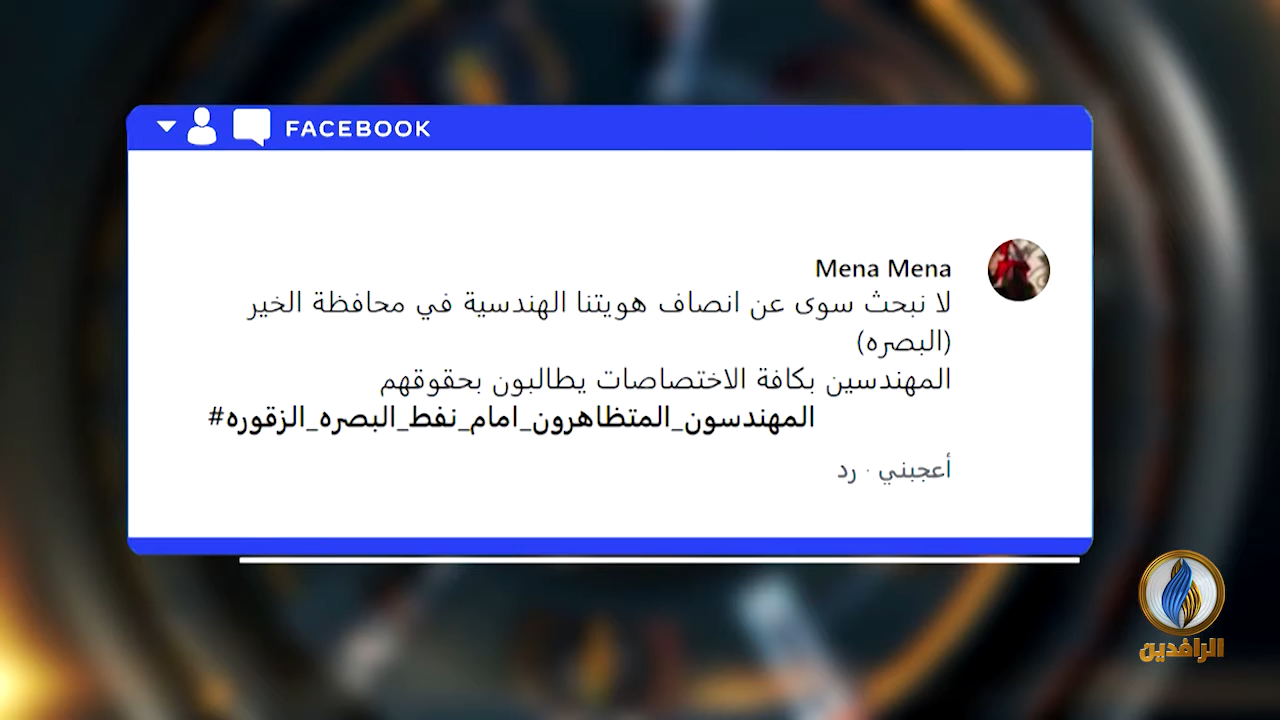 FACEBOOK
Mena Mena
لا نبحث سوى عن انصاف هويتنا الهندسية في محافظة الخير
(البصره)
المهندسين بكافة الاختصاصات يطالبون بحقوقهم
#المهندسون_المتظاهرون_امام_نفط_البصره_الزقوره
أعجبني · رد
الرافدين